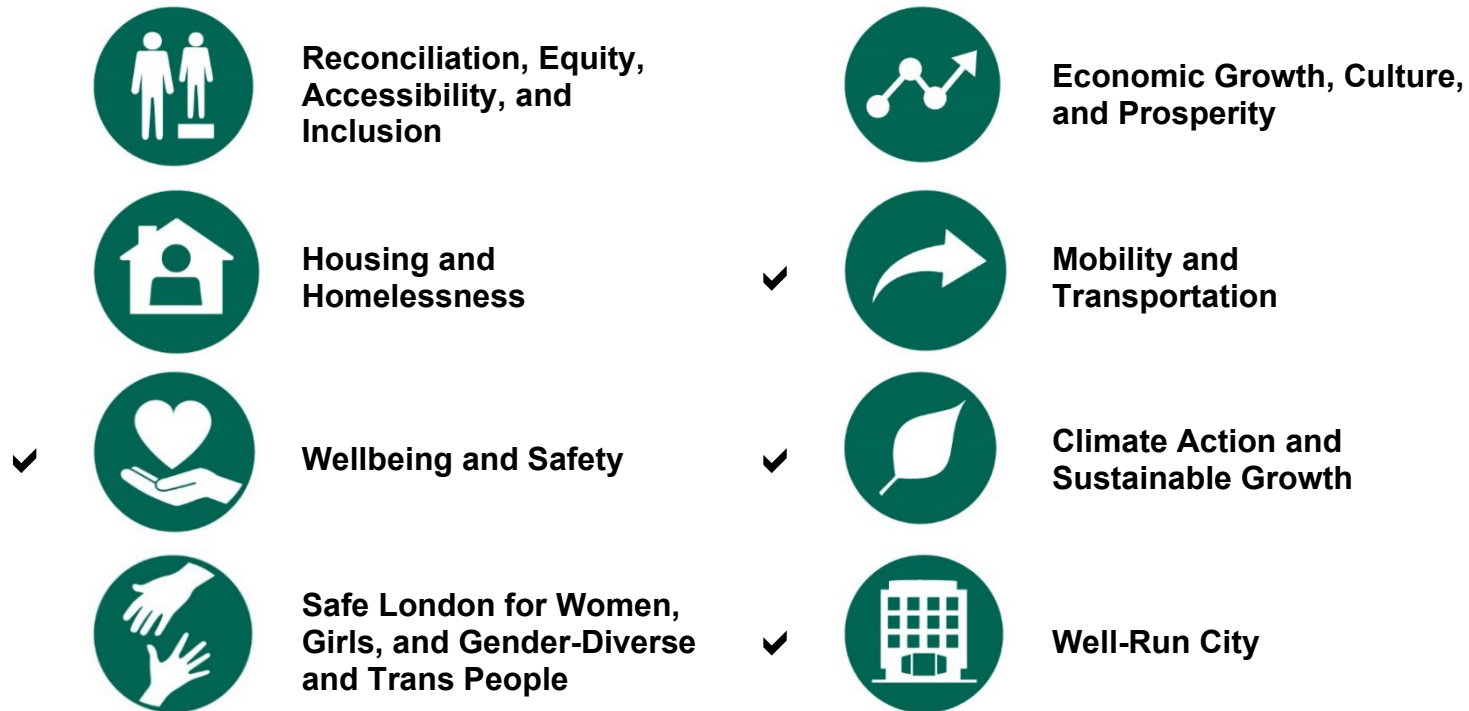 Reconciliation, Equity,
Accessibility, and
Inclusion
Economic Growth, Culture,
and Prosperity
Housing and
Homelessness
✔
Mobility and
Transportation
✔
Wellbeing and Safety
✔
Climate Action and
Sustainable Growth
Safe London for Women,
Girls, and Gender-Diverse
and Trans People
✔
Well-Run City